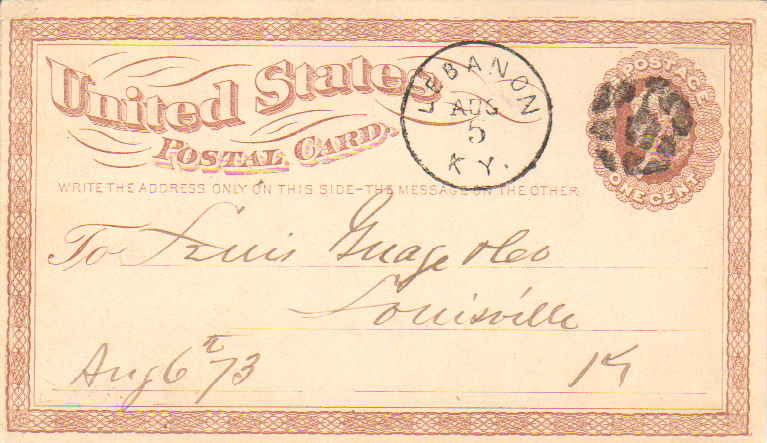 United States
POSTAL CARD.
LEBANON
AUG
5
KY.
POSTAGE
ONE CENT
WRITE THE ADDRESS ONLY ON THIS SIDE—THE MESSAGE ON THE OTHER
To &Co
Louisville
Aug 6th 73 Ky